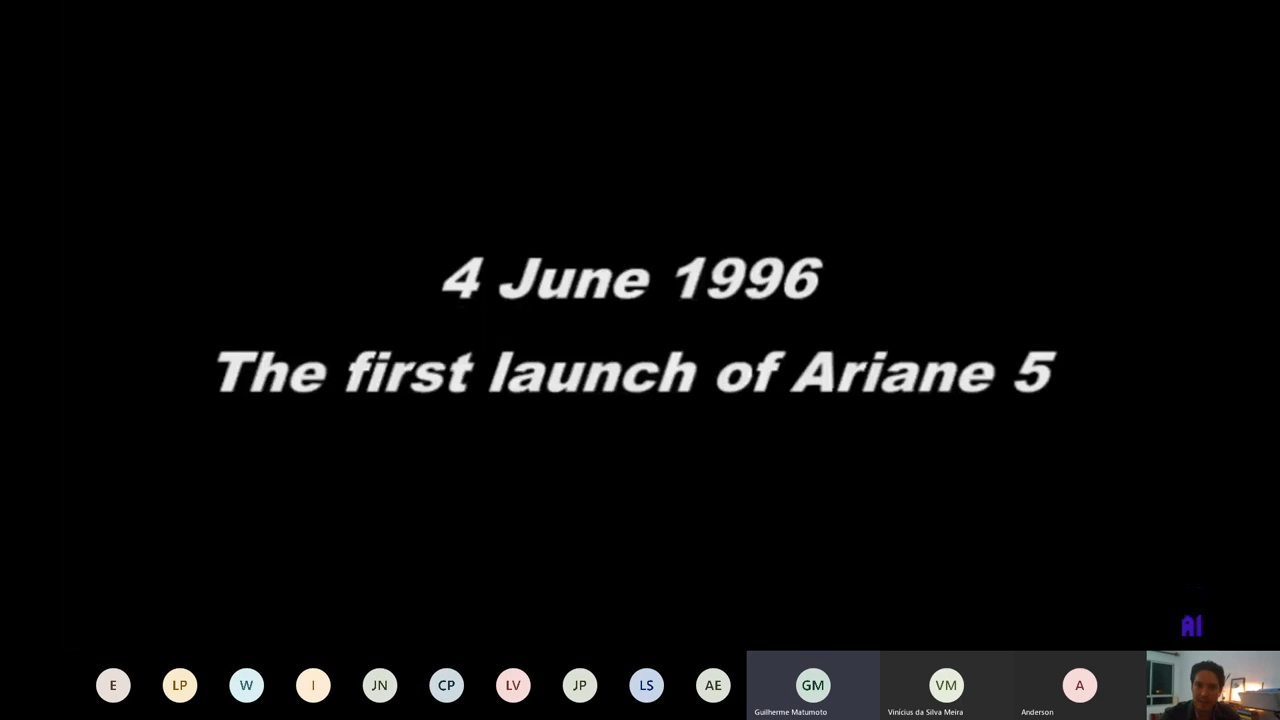 4 June 1996
The first launch of Ariane 5
A1
E
LP
W
I
JN
CP
LV
JP
LS
AE
GM
VM
A
Guilherme Matumoto
Vinícius da Silva Meira
Anderson